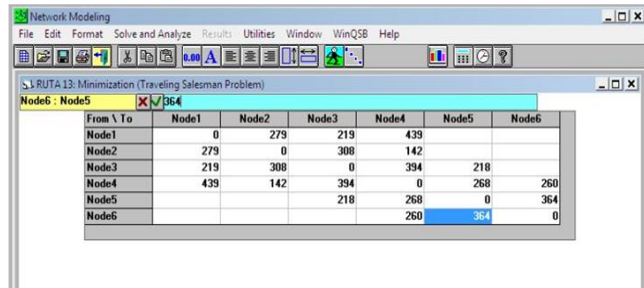 Network Modeling
File Edit Format Solve and Analyze Results Utilities Window WinQSB Help
0.00 A
RUTA 13: Minimization (Traveling Salesman Problem)
Node6 : Node5 364
From \ To Node1 Node2 Node3 Node4 Node5 Node6
Node1 0 279 219 439
Node2 279 0 308 142
Node3 219 308 0 394 218
Node4 439 142 394 0 268 260
Node5 218 268 0 364
Node6 260 364 0